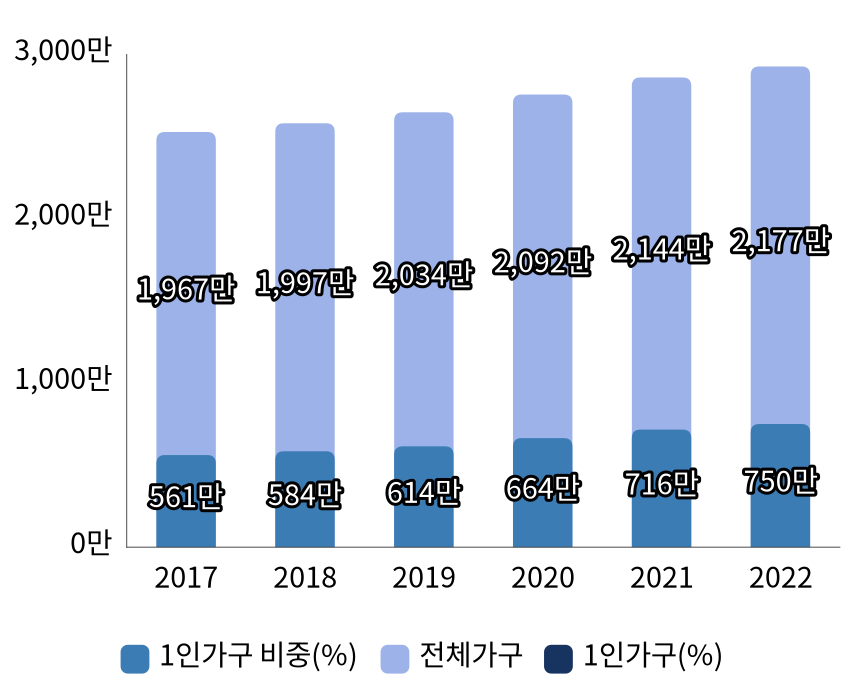 3,000만
2,000만
1,000만
0만
1,967만 1,997만 2,034만 2,092만 2,144만 2,177만
561만 584만 614만 664만 716만 750만
2017 2018 2019 2020 2021 2022
1인가구 비중(%) 전체가구 1인가구(%)